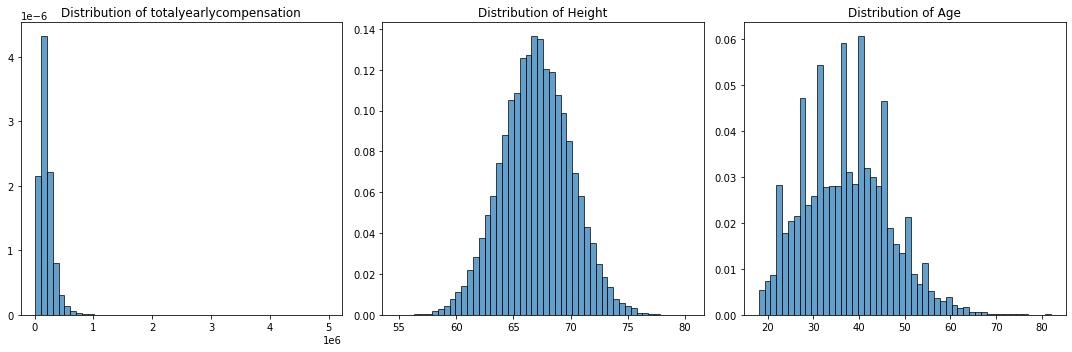 Distribution of totalyearlycompensation
1e−6
4
3
2
1
0
0 1 2 3 4 5
1e6
Distribution of Height
0.14
0.12
0.10
0.08
0.06
0.04
0.02
0.00
55 60 65 70 75 80
Distribution of Age
0.06
0.05
0.04
0.03
0.02
0.01
0.00
20 30 40 50 60 70 80